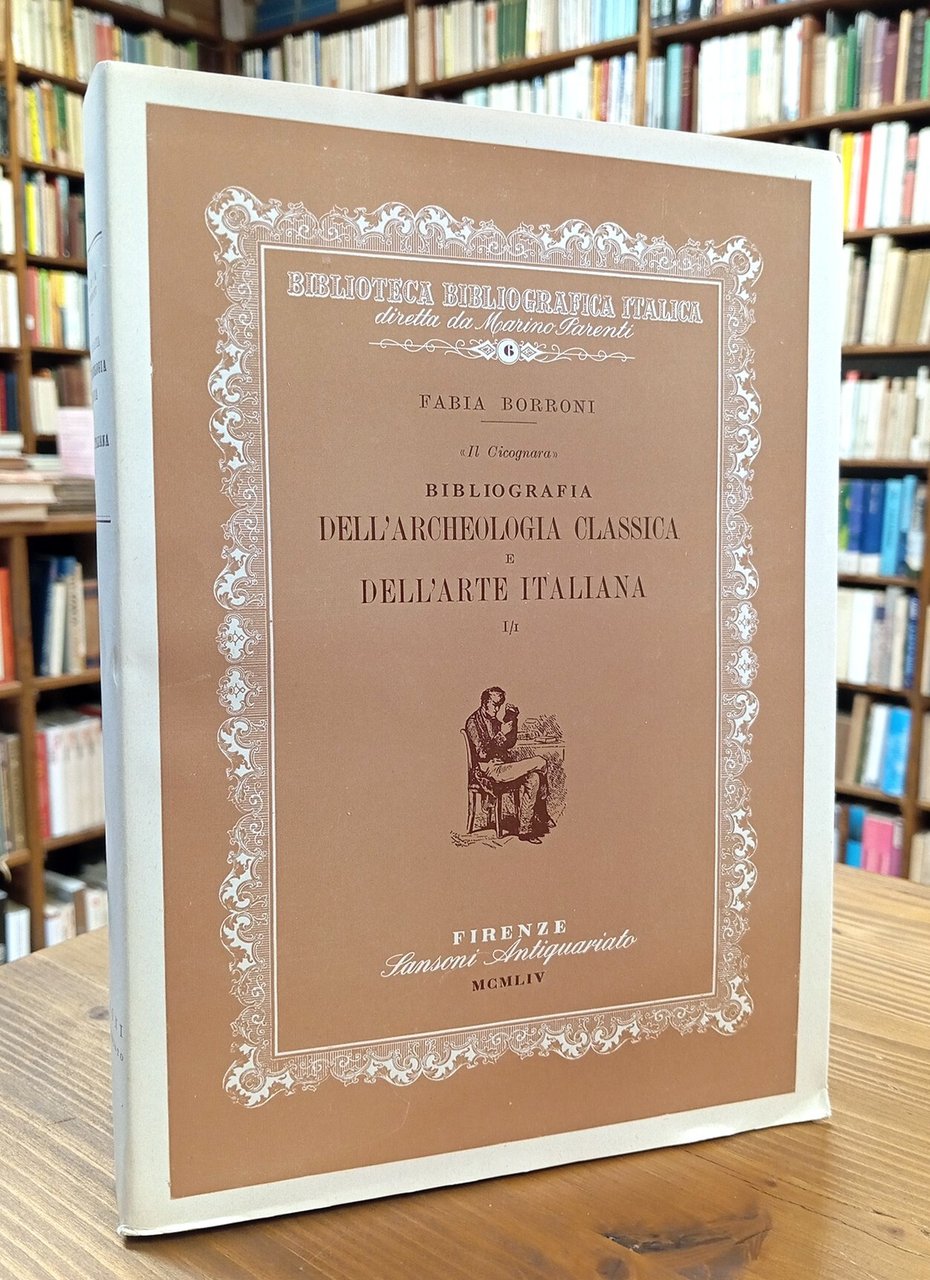 BIBLIOTECA BIBLIOGRAFICA ITALICA
diretta da Marino Parenti
6
FABIA BORRONI
«Il Cicognara»
BIBLIOGRAFIA
DELL'ARCHEOLOGIA CLASSICA
E
DELL'ARTE ITALIANA
I/I
FIRENZE
Sansoni Antiquariato
MCMLIV